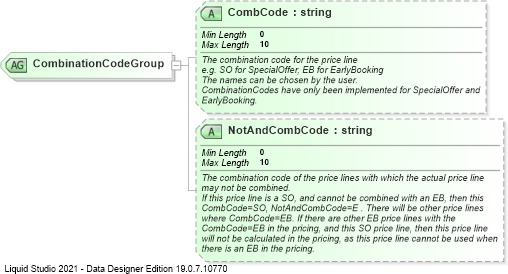 AG CombinationCodeGroup
A CombCode : string
Min Length 0
Max Length 10
The combination code for the price line
e.g. SO for SpecialOffer, EB for EarlyBooking
The names can be chosen by the user.
CombinationCodes have only been implemented for SpecialOffer and
EarlyBooking.
A NotAndCombCode : string
Min Length 0
Max Length 10
The combination code of the price lines with which the actual price line
may not be combined.
If this price line is a SO, and cannot be combined with an EB, then this
CombCode=SO, NotAndCombCode=E . There will be other price lines
where CombCode=EB. If there are other EB price lines with the
CombCode=EB in the pricing, and this SO price line, then this price line
will not be calculated in the pricing, as this price line cannot be used when
there is an EB in the pricing.
Liquid Studio 2021 - Data Designer Edition 19.0.7.10770